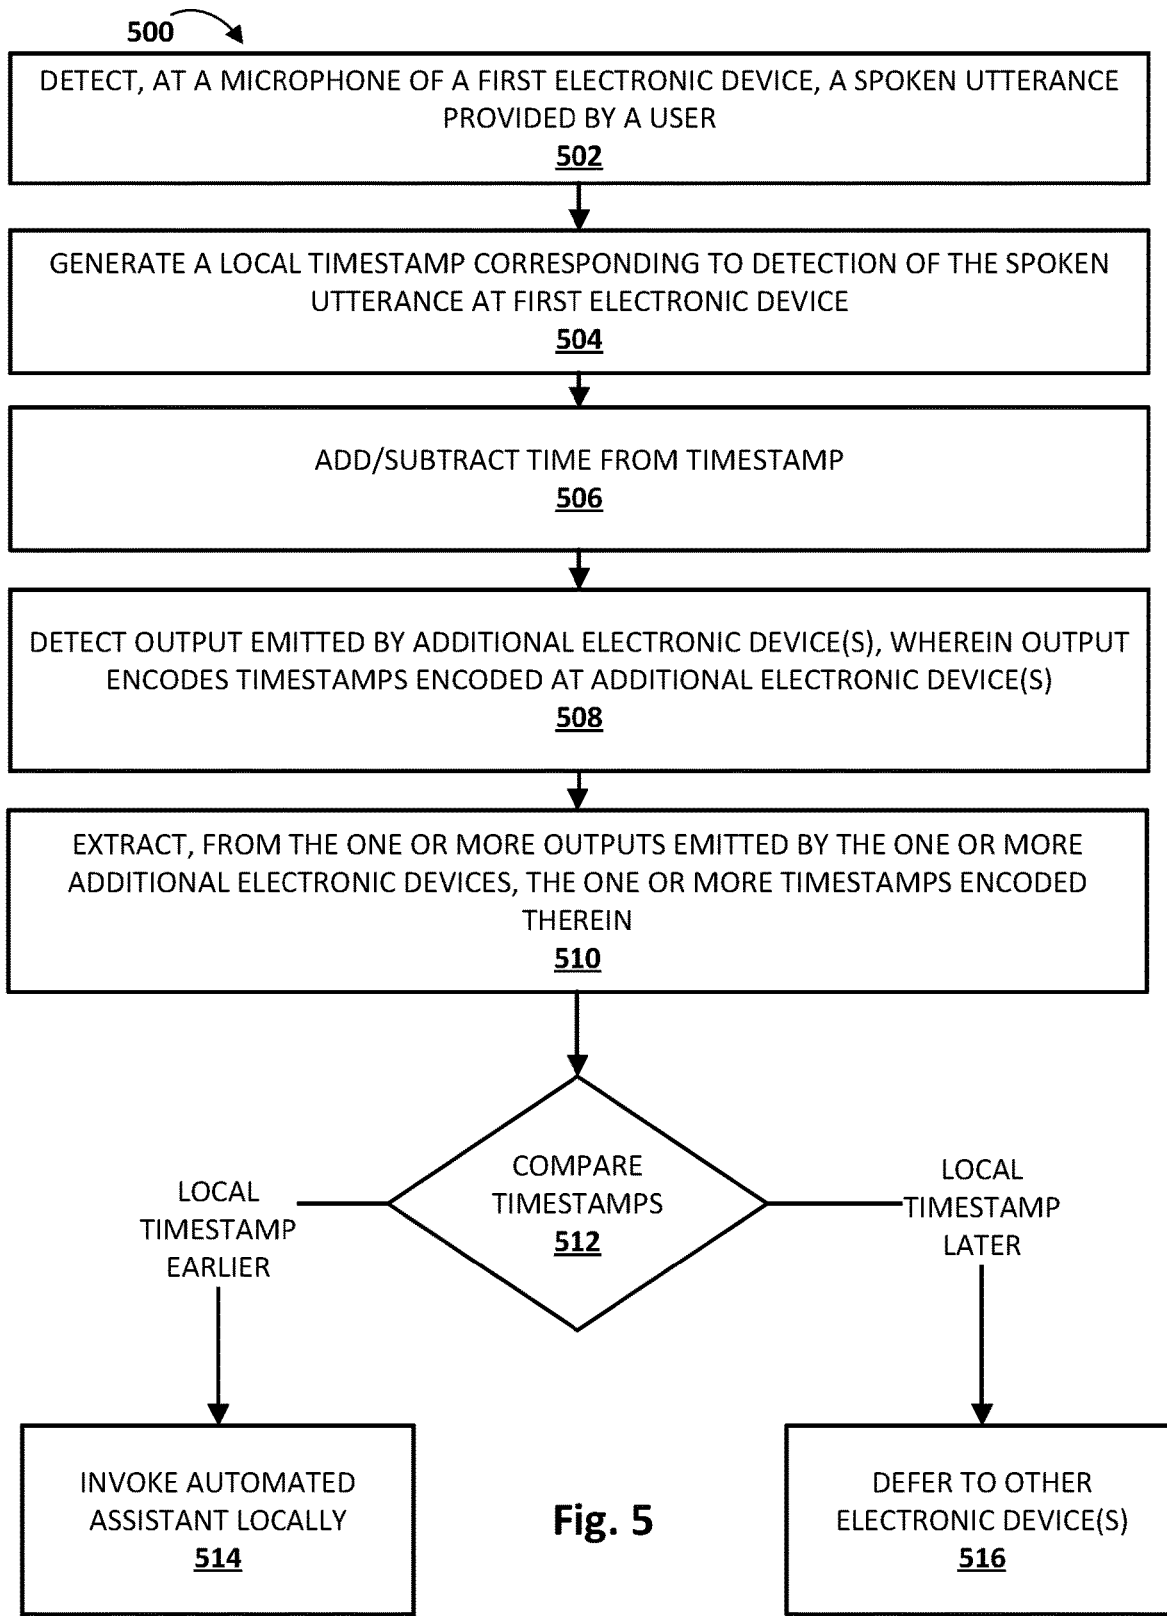 500
DETECT, AT A MICROPHONE OF A FIRST ELECTRONIC DEVICE, A SPOKEN UTTERANCE
PROVIDED BY A USER
502
GENERATE A LOCAL TIMESTAMP CORRESPONDING TO DETECTION OF THE SPOKEN
UTTERANCE AT FIRST ELECTRONIC DEVICE
504
ADD/SUBTRACT TIME FROM TIMESTAMP
506
DETECT OUTPUT EMITTED BY ADDITIONAL ELECTRONIC DEVICE(S), WHEREIN OUTPUT
ENCODES TIMESTAMPS ENCODED AT ADDITIONAL ELECTRONIC DEVICE(S)
508
EXTRACT, FROM THE ONE OR MORE OUTPUTS EMITTED BY THE ONE OR MORE
ADDITIONAL ELECTRONIC DEVICES, THE ONE OR MORE TIMESTAMPS ENCODED
THEREIN
510
COMPARE
TIMESTAMPS
512
LOCAL
TIMESTAMP
EARLIER
LOCAL
TIMESTAMP
LATER
INVOKE AUTOMATED
ASSISTANT LOCALLY
514
Fig. 5
DEFER TO OTHER
ELECTRONIC DEVICE(S)
516